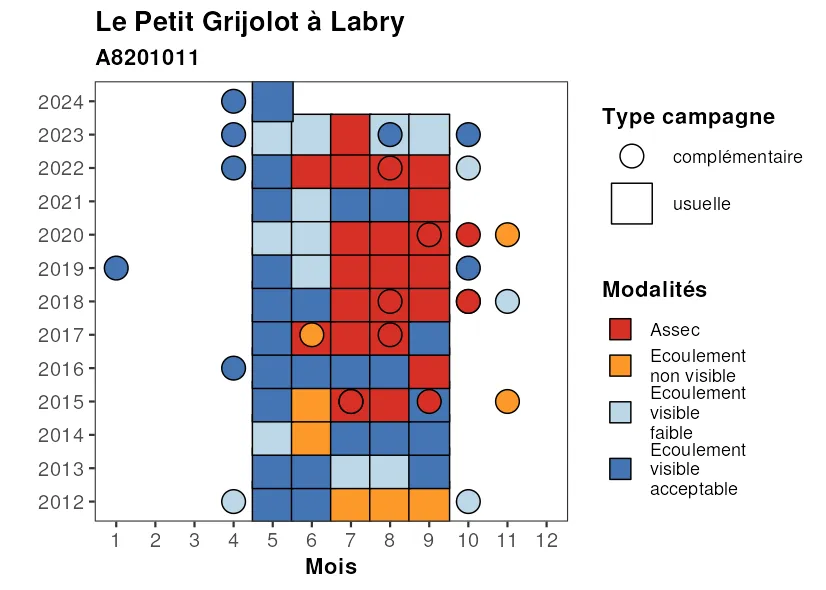 Le Petit Grijolot à Labry
A8201011
2024
2023
2022
2021
2020
2019
2018
2017
2016
2015
2014
2013
2012
1 2 3 4 5 6 7 8 9 10 11 12
Mois
Type campagne
complémentaire
usuelle
Modalités
Assec
Ecoulement
non visible
Ecoulement
visible
faible
Ecoulement
visible
acceptable